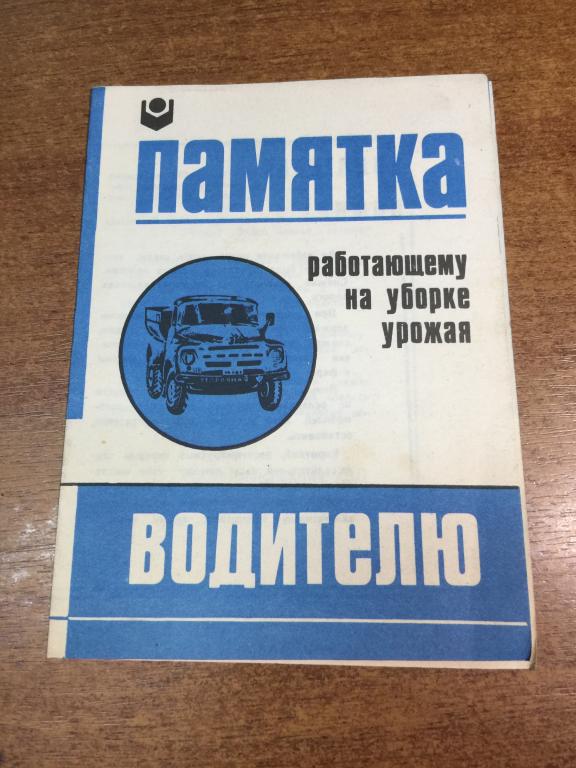 Памятка
работающему
на уборке
урожая
водителю